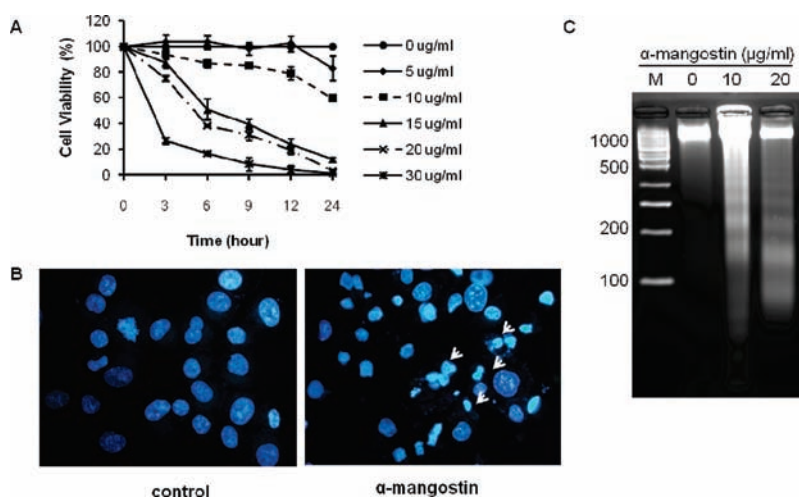 A
Cell Viability (%)
120
100
80
60
40
20
0
0 3 6 9 12 24
Time (hour)
0 ug/ml
5 ug/ml
10 ug/ml
15 ug/ml
20 ug/ml
30 ug/ml
B
control
α-mangostin
C
α-mangostin (μg/ml)
M 0 10 20
1000
500
200
100